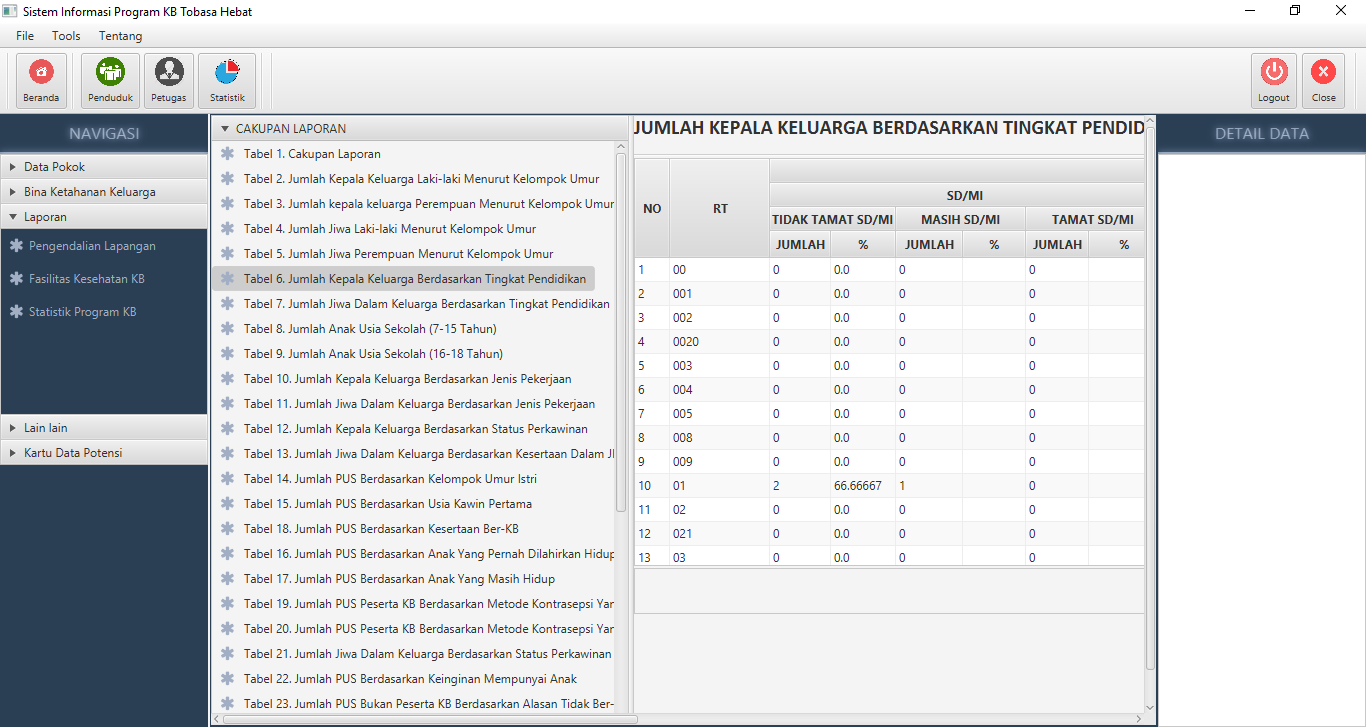 Sistem Informasi Program KB Tobasa Hebat
File Tools Tentang
Beranda Penduduk Petugas Statistik Logout Close
NAVIGASI
Data Pokok
Bina Ketahanan Keluarga
Laporan
Pengendalian Lapangan
Fasilitas Kesehatan KB
Statistik Program KB
Lain lain
Kartu Data Potensi
CAKUPAN LAPORAN
Tabel 1. Cakupan Laporan
Tabel 2. Jumlah Kepala Keluarga Laki-laki Menurut Kelompok Umur
Tabel 3. Jumlah kepala keluarga Perempuan Menurut Kelompok Umur
Tabel 4. Jumlah Jiwa Laki-laki Menurut Kelompok Umur
Tabel 5. Jumlah Jiwa Perempuan Menurut Kelompok Umur
Tabel 6. Jumlah Kepala Keluarga Berdasarkan Tingkat Pendidikan
Tabel 7. Jumlah Jiwa Dalam Keluarga Berdasarkan Tingkat Pendidikan
Tabel 8. Jumlah Anak Usia Sekolah (7-15 Tahun)
Tabel 9. Jumlah Anak Usia Sekolah (16-18 Tahun)
Tabel 10. Jumlah Kepala Keluarga Berdasarkan Jenis Pekerjaan
Tabel 11. Jumlah Jiwa Dalam Keluarga Berdasarkan Jenis Pekerjaan
Tabel 12. Jumlah Kepala Keluarga Berdasarkan Status Perkawinan
Tabel 13. Jumlah Jiwa Dalam Keluarga Berdasarkan Kesertaan Dalam
Tabel 14. Jumlah PUS Berdasarkan Kelompok Umur Istri
Tabel 15. Jumlah PUS Berdasarkan Usia Kawin Pertama
Tabel 18. Jumlah PUS Berdasarkan Kesertaan Ber-KB
Tabel 16. Jumlah PUS Berdasarkan Anak Yang Pernah Dilahirkan Hidup
Tabel 17. Jumlah PUS Berdasarkan Anak Yang Masih Hidup
Tabel 19. Jumlah PUS Peserta KB Berdasarkan Metode Kontrasepsi
Tabel 20. Jumlah PUS Peserta KB Berdasarkan Metode Kontrasepsi
Tabel 21. Jumlah Jiwa Dalam Keluarga Berdasarkan Status Perkawinan
Tabel 22. Jumlah PUS Berdasarkan Keinginan Mempunyai Anak
Tabel 23. Jumlah PUS Bukan Peserta KB Berdasarkan Alasan Tidak Ber-
JUMLAH KEPALA KELUARGA BERDASARKAN TINGKAT PENDID
NO RT
SD/MI
TIDAK TAMAT SD/MI MASIH SD/MI TAMAT SD/MI
JUMLAH % JUMLAH % JUMLAH %
1 00 0 0.0 0 0
2 001 0 0.0 0 0
3 002 0 0.0 0 0
4 0020 0 0.0 0 0
5 003 0 0.0 0 0
6 004 0 0.0 0 0
7 005 0 0.0 0 0
8 008 0 0.0 0 0
9 009 0 0.0 0 0
10 01 2 66.66667 1 0
11 02 0 0.0 0 0
12 021 0 0.0 0 0
13 03 0 0.0 0 0
DETAIL DATA